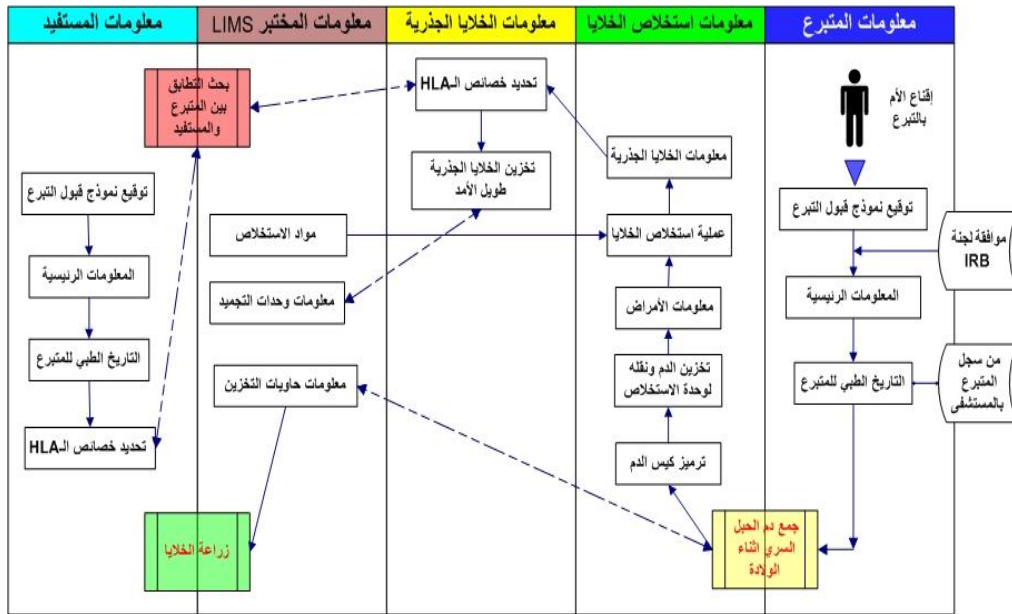 معلومات المتبرع
معلومات استخلاص الخلايا
معلومات الخلايا الجذرية
معلومات المختبر LIMS
معلومات المستفيد
إقناع الأم
بالتبرع
توقيع نموذج قبول التبرع
موافقة لجنة
IRB
المعلومات الرئيسية
التاريخ الطبي للمتبرع
من سجل
المتبرع
بالمستشفى
جمع دم الحبل
السري اثناء
الولادة
معلومات الخلايا الجذرية
عملية استخلاص الخلايا
معلومات الأمراض
تخزين الدم ونقله
لوحدة الاستخلاص
ترميز كيس الدم
تحديد خصائص الـHLA
تخزين الخلايا الجذرية
طويل الأمد
مواد الاستخلاص
معلومات وحدات التجميد
معلومات حاويات التخزين
بحث التطابق
بين المتبرع
والمستفيد
توقيع نموذج قبول التبرع
المعلومات الرئيسية
التاريخ الطبي للمتبرع
تحديد خصائص الـHLA
زراعة الخلايا